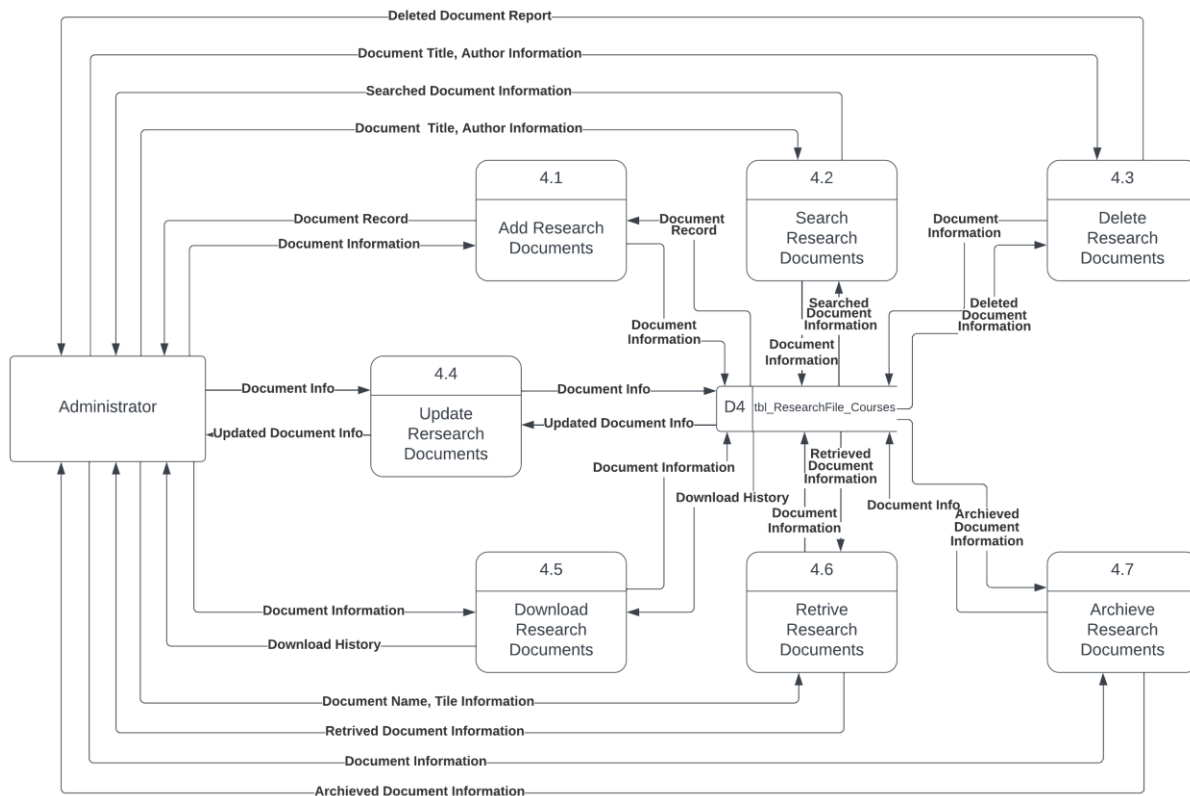 Deleted Document Report
Document Title, Author Information
Searched Document Information
Document Title, Author Information
4.1
Add Research
Documents
4.2
Search
Research
Documents
4.3
Delete
Research
Documents
Document Record
Document Information
Document
Record
Document
Information
Searched
Document
Information
Document
Information
Document
Information
Deleted
Document
Information
Administrator
Document Info
Updated Document Info
4.4
Update
Rersearch
Documents
Document Info
Updated Document Info
D4
tbl_ResearchFile_Courses
Document Information
Download History
Retrieved
Document
Information
Document
Information
Document Info
Archieved
Document
Information
4.5
Download
Research
Documents
4.6
Retrive
Research
Documents
4.7
Archieve
Research
Documents
Document Information
Download History
Document Name, Tile Information
Retrived Document Information
Document Information
Archieved Document Information